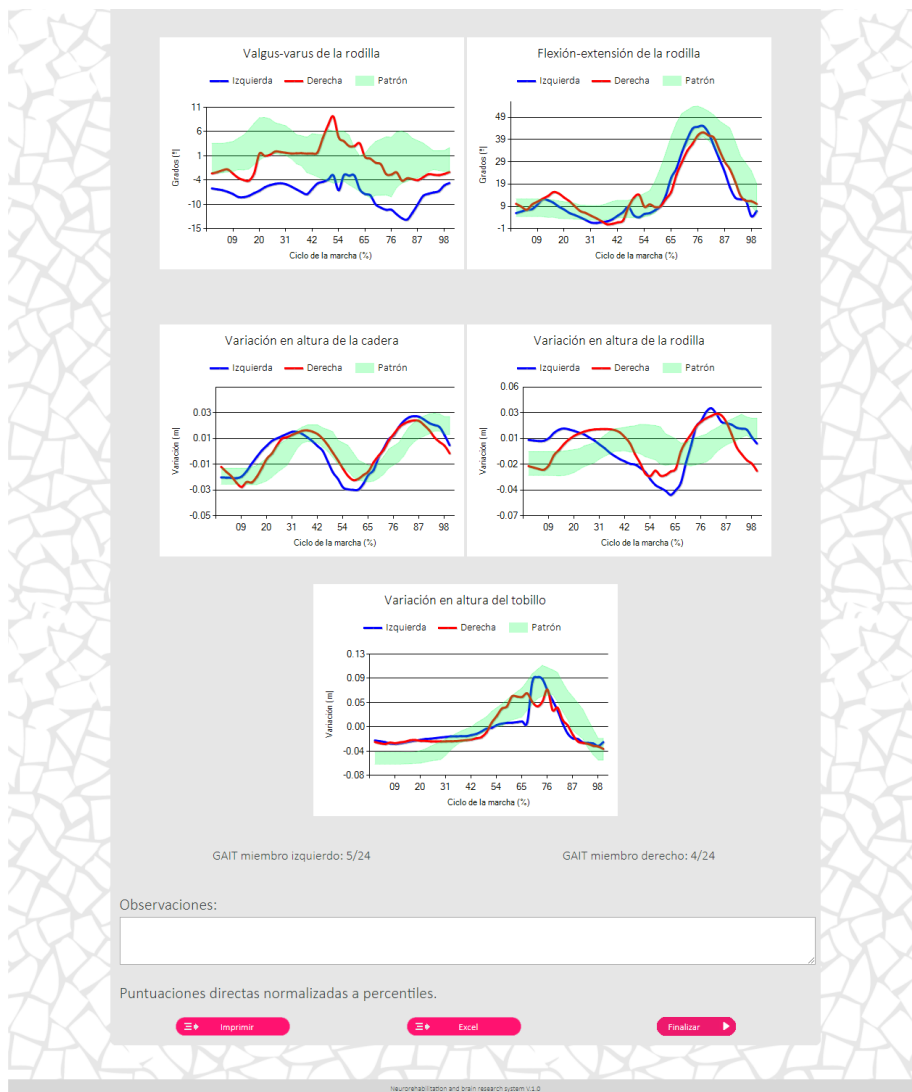 Valgus-varus de la rodilla
Izquierda Derecha Patrón
11
6
1
-4
-10
-15
Grados (º)
09 20 31 42 54 65 76 87 98
Ciclo de la marcha (%)
Flexión-extensión de la rodilla
Izquierda Derecha Patrón
49
39
29
19
9
-1
Grados (º)
09 20 31 42 54 65 76 87 98
Ciclo de la marcha (%)
Variación en altura de la cadera
Izquierda Derecha Patrón
0.03
0.01
-0.01
-0.03
-0.05
Variación (m)
09 20 31 42 54 65 76 87 98
Ciclo de la marcha (%)
Variación en altura de la rodilla
Izquierda Derecha Patrón
0.06
0.03
0.01
-0.02
-0.04
-0.07
Variación (m)
09 20 31 42 54 65 76 87 98
Ciclo de la marcha (%)
Variación en altura del tobillo
Izquierda Derecha Patrón
0.13
0.09
0.05
0.00
-0.04
-0.08
Variación (m)
09 20 31 42 54 65 76 87 98
Ciclo de la marcha (%)
GAIT miembro izquierdo: 5/24
GAIT miembro derecho: 4/24
Observaciones:
Puntuaciones directas normalizadas a percentiles.
Imprimir
Excel
Finalizar
Neurorehabilitation and brain research system V.1.0